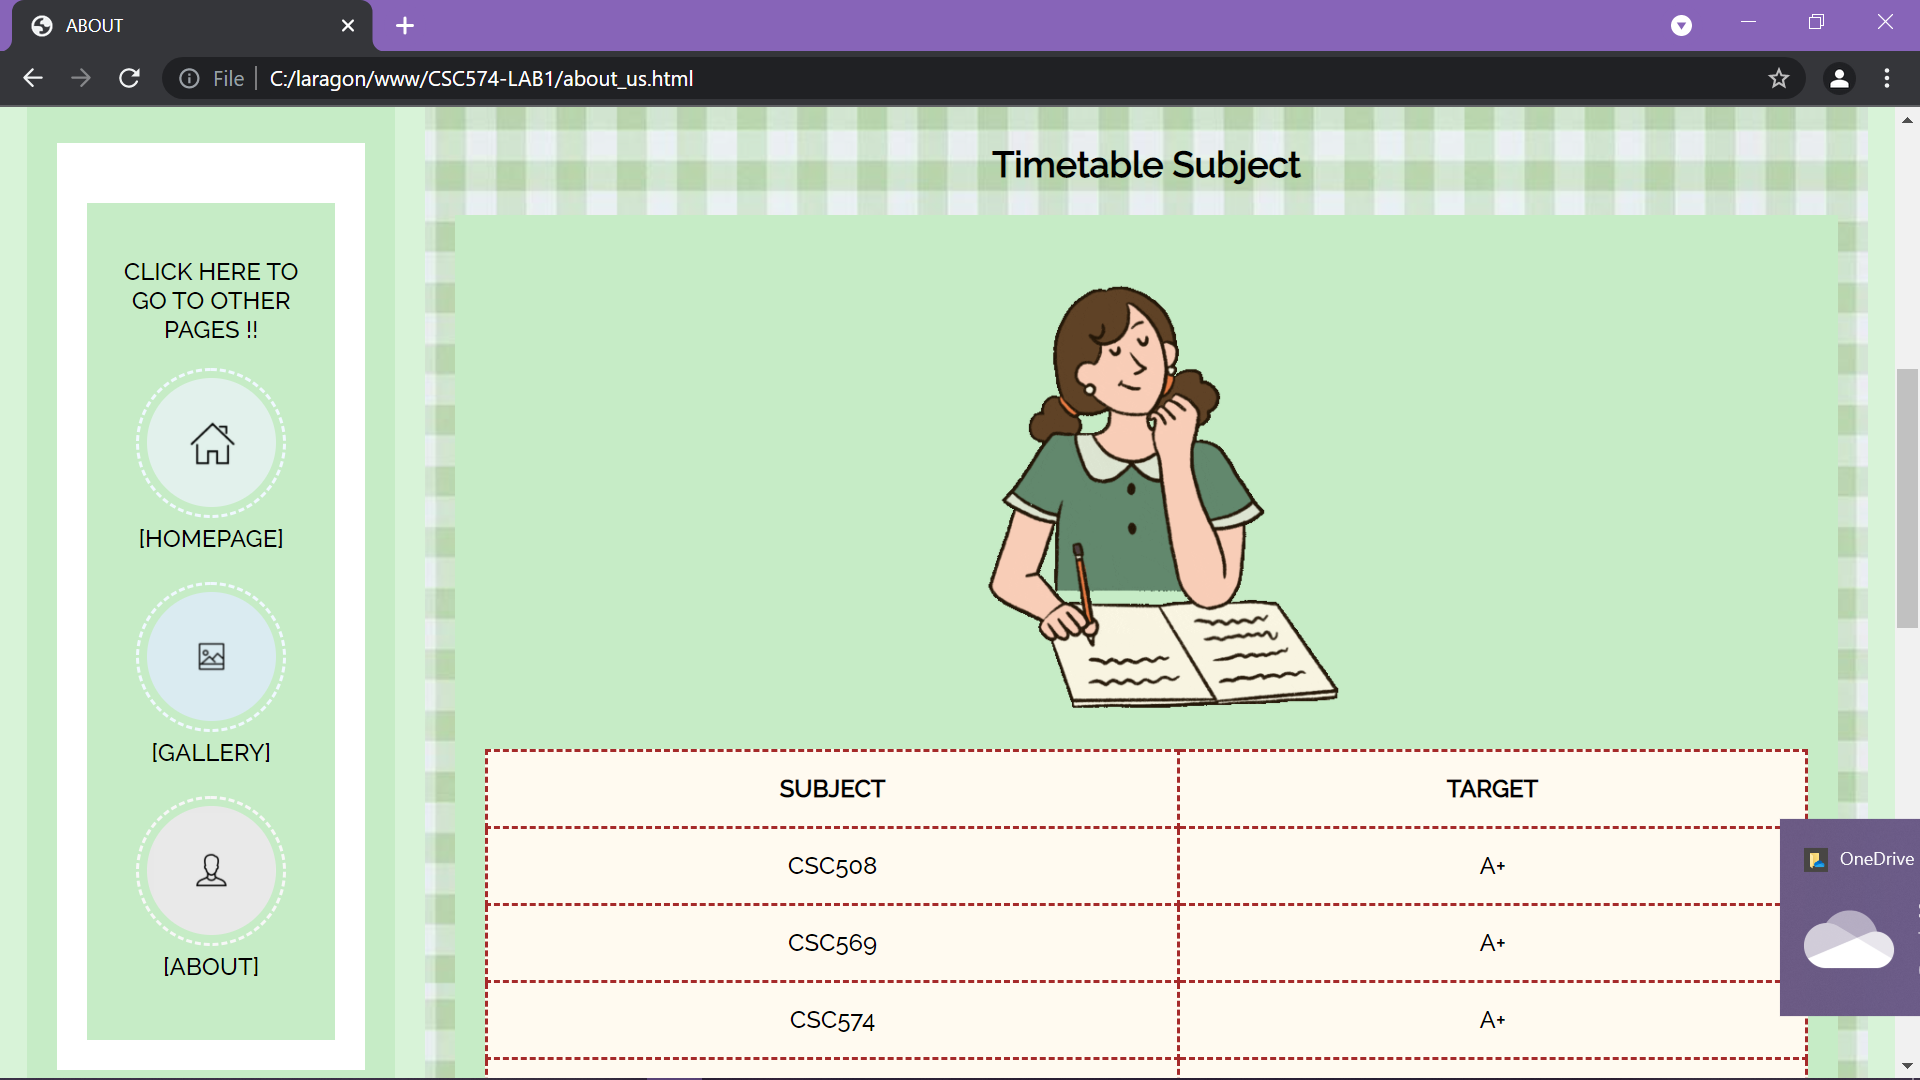 ABOUT
File
C:/laragon/www/CSC574-LAB1/about_us.html
CLICK HERE TO
GO TO OTHER
PAGES !!
[HOMEPAGE]
[GALLERY]
[ABOUT]
Timetable Subject
SUBJECT TARGET
CSC508 A+
CSC569 A+
CSC574 A+
OneDrive